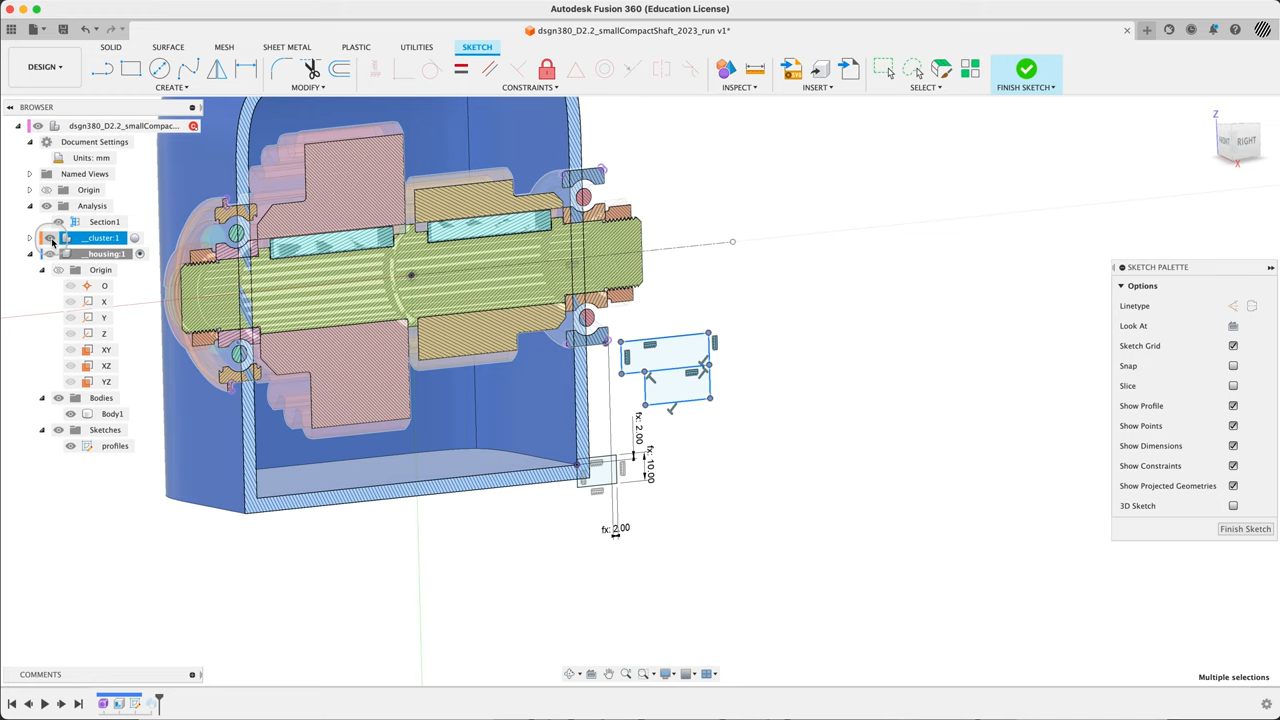 Autodesk Fusion 360 (Education License)
dsgn380_D2.2_smallCompactShaft_2023_run v1*
SOLID SURFACE MESH SHEET METAL PLASTIC UTILITIES SKETCH
DESIGN
CREATE MODIFY CONSTRAINTS INSPECT INSERT SELECT FINISH SKETCH
BROWSER
dsgn380_D2.2_smallCompac...
Document Settings
Units: mm
Named Views
Origin
Analysis
Section1
__cluster:1
__housing:1
Origin
O
X
Y
Z
XY
XZ
YZ
Bodies
Body1
Sketches
profiles
Z
FRONT RIGHT
X
SKETCH PALETTE
Options
Linetype
Look At
Sketch Grid
Snap
Slice
Show Profile
Show Points
Show Dimensions
Show Constraints
Show Projected Geometries
3D Sketch
Finish Sketch
fx: 2.00
fx: 10.00
fx: 2.00
COMMENTS
Multiple selections